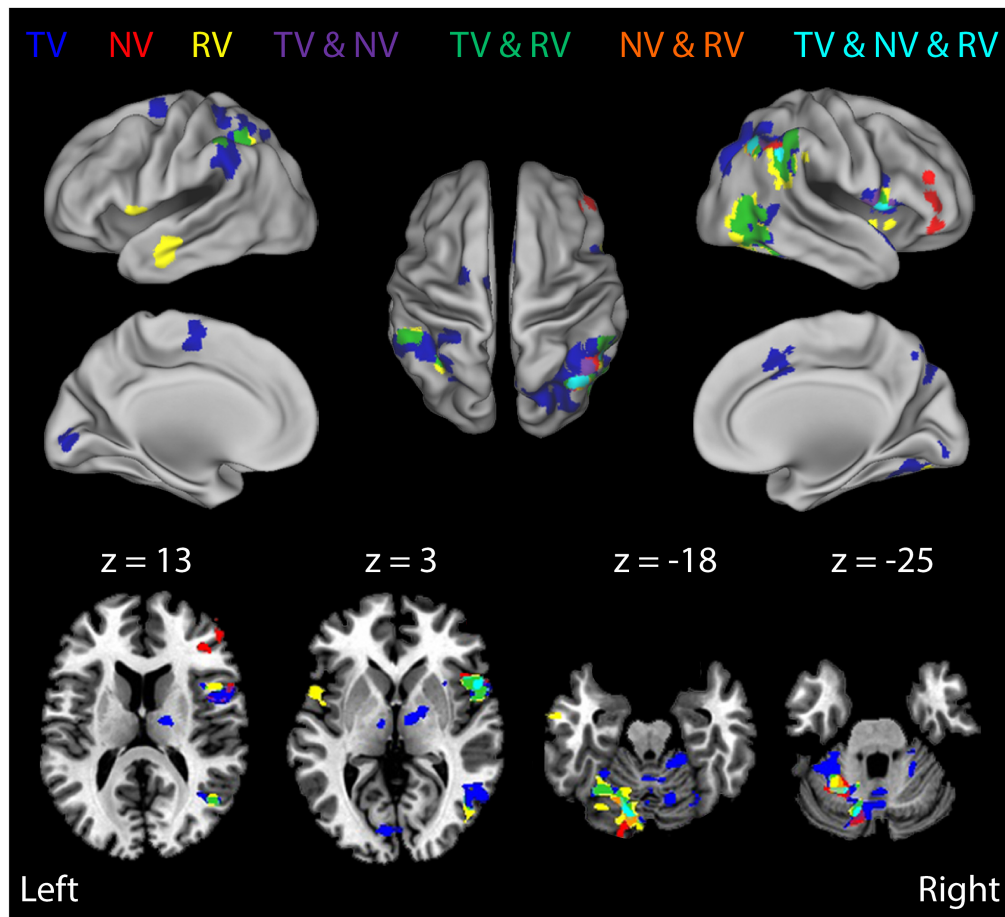 TV NV RV TV & NV TV & RV NV & RV TV & NV & RV
z = 13 z = 3 z = -18 z = -25
Left Right